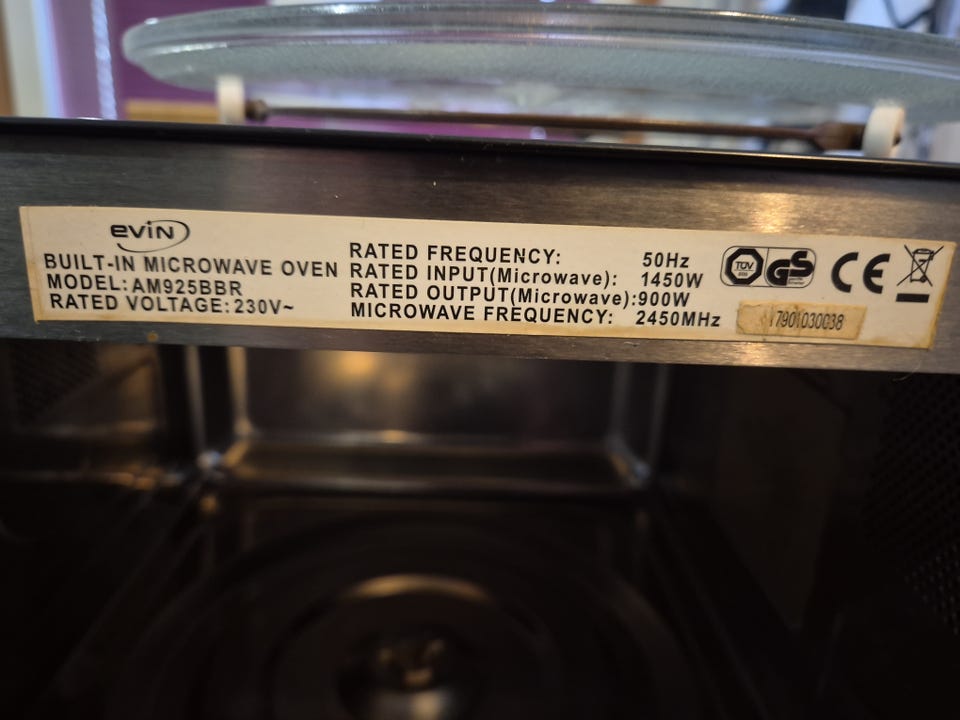 evin
BUILT-IN MICROWAVE OVEN
MODEL:AM925BBR
RATED VOLTAGE:230V~
RATED FREQUENCY: 50Hz
RATED INPUT(Microwave): 1450W
RATED OUTPUT(Microwave):900W
MICROWAVE FREQUENCY: 2450MHz
TÜV
GS
CE